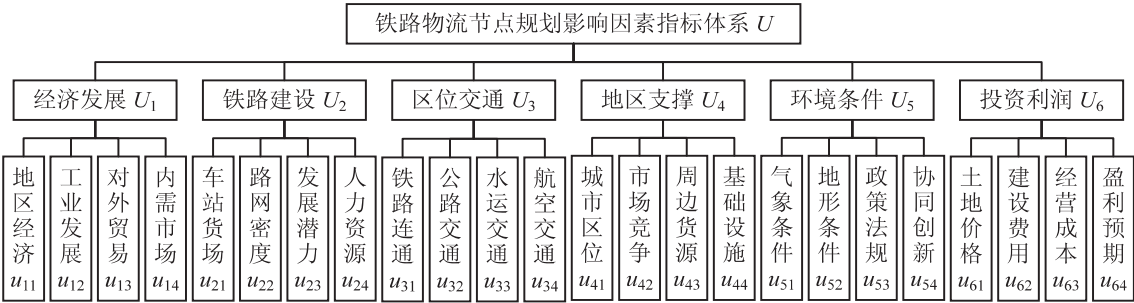 铁路物流节点规划影响因素指标体系 U
经济发展 U1
铁路建设 U2
区位交通 U3
地区支撑 U4
环境条件 U5
投资利润 U6
地区经济 u11
工业发展 u12
对外贸易 u13
内需市场 u14
车站货场 u21
路网密度 u22
发展潜力 u23
人力资源 u24
铁路连通 u31
公路交通 u32
水运交通 u33
航空交通 u34
城市区位 u41
市场竞争 u42
周边货源 u43
基础设施 u44
气象条件 u51
地形条件 u52
政策法规 u53
协同创新 u54
土地价格 u61
建设费用 u62
经营成本 u63
盈利预期 u64